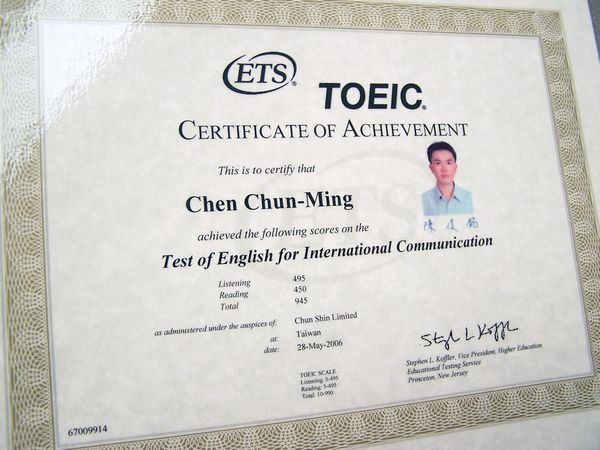 ETS® TOEIC®
CERTIFICATE OF ACHIEVEMENT
This is to certify that
Chen Chun-Ming
陳俊銘
achieved the following scores on the
Test of English for International Communication
Listening 495
Reading 450
Total 945
as administered under the auspices of: Chun Shin Limited
at: Taiwan
date: 28-May-2006
Stephen L. Koffler, Vice President, Higher Education
Educational Testing Service
Princeton, New Jersey
TOEIC SCALE
Listening: 5-495
Reading: 5-495
Total: 10-990
67009914